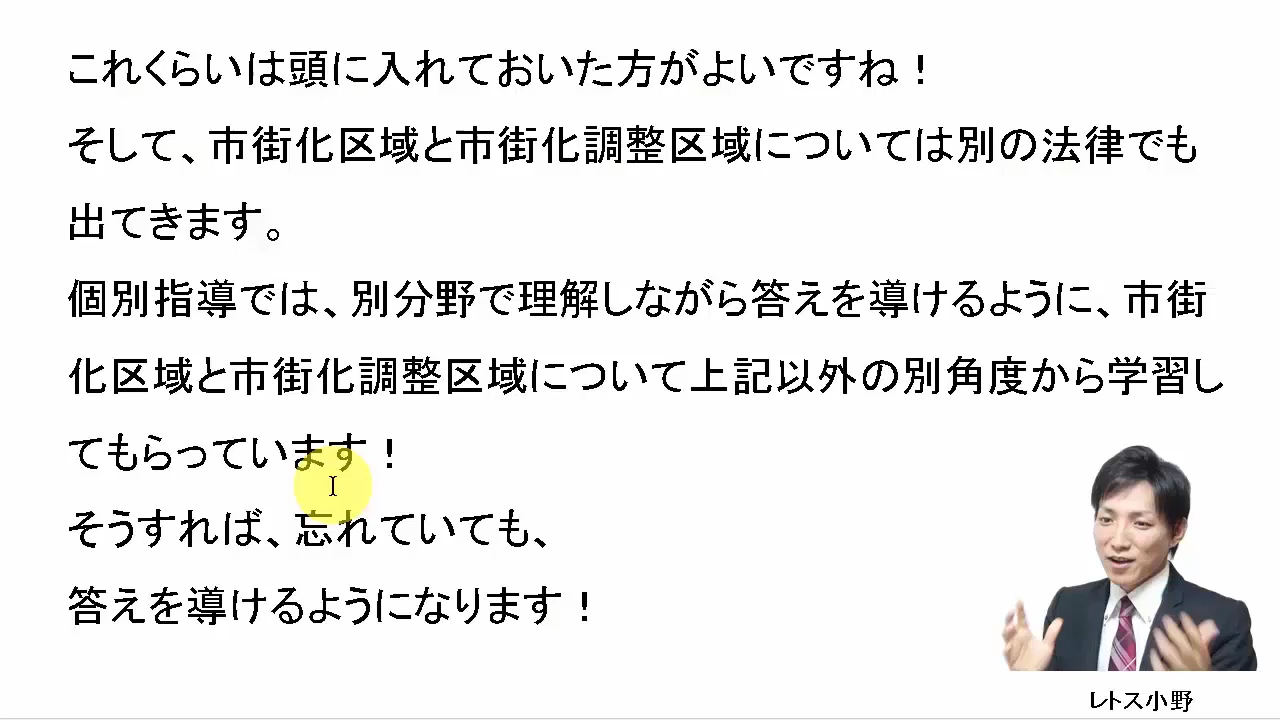 これくらいは頭に入れておいた方がよいですね！
そして、市街化区域と市街化調整区域については別の法律でも
出てきます。
個別指導では、別分野で理解しながら答えを導けるように、市街
化区域と市街化調整区域について上記以外の別角度から学習し
てもらっています！
そうすれば、忘れていても、
答えを導けるようになります！
レトス小野